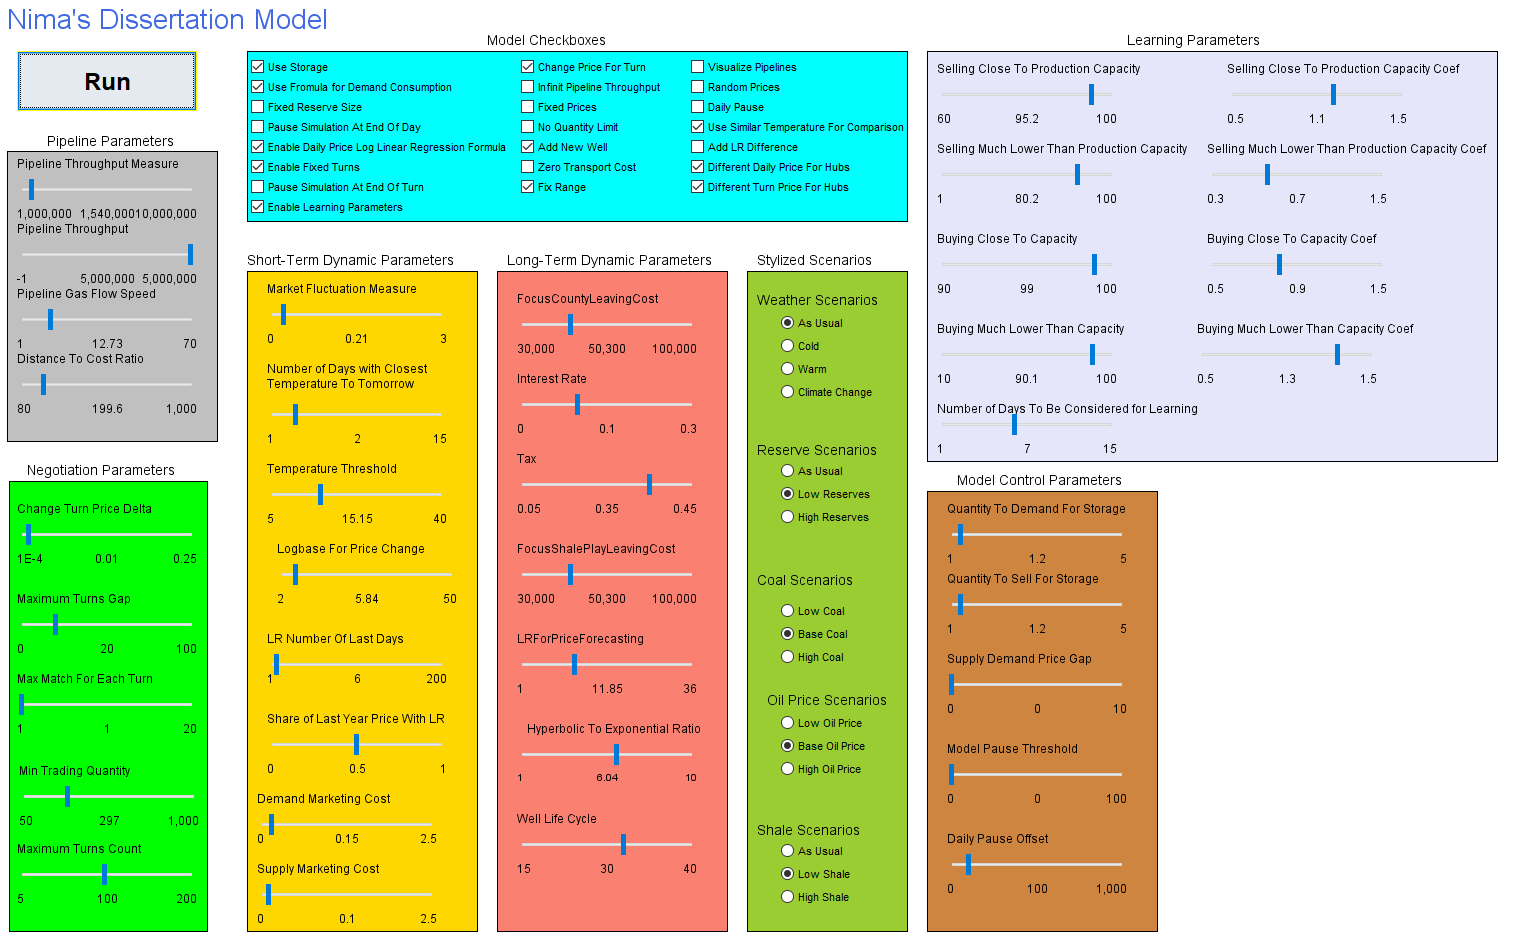 Nima's Dissertation Model
Run
Pipeline Parameters
Pipeline Throughput Measure
1,000,000 1,540,000 10,000,000
Pipeline Throughput
-1 5,000,000 5,000,000
Pipeline Gas Flow Speed
1 12.73 70
Distance To Cost Ratio
80 199.6 1,000
Negotiation Parameters
Change Turn Price Delta
1E-4 0.01 0.25
Maximum Turns Gap
0 20 100
Max Match For Each Turn
1 1 20
Min Trading Quantity
50 297 1,000
Maximum Turns Count
5 100 200
Model Checkboxes
Use Storage
Use Fromula for Demand Consumption
Fixed Reserve Size
Pause Simulation At End Of Day
Enable Daily Price Log Linear Regression Formula
Enable Fixed Turns
Pause Simulation At End Of Turn
Enable Learning Parameters
Change Price For Turn
Infinit Pipeline Throughput
Fixed Prices
No Quantity Limit
Add New Well
Zero Transport Cost
Fix Range
Visualize Pipelines
Random Prices
Daily Pause
Use Similar Temperature For Comparison
Add LR Difference
Different Daily Price For Hubs
Different Turn Price For Hubs
Short-Term Dynamic Parameters
Market Fluctuation Measure
0 0.21 3
Number of Days with Closest
Temperature To Tomorrow
1 2 15
Temperature Threshold
5 15.15 40
Logbase For Price Change
2 5.84 50
LR Number Of Last Days
1 6 200
Share of Last Year Price With LR
0 0.5 1
Demand Marketing Cost
0 0.15 2.5
Supply Marketing Cost
0 0.1 2.5
Long-Term Dynamic Parameters
FocusCountyLeavingCost
30,000 50,300 100,000
Interest Rate
0 0.1 0.3
Tax
0.05 0.35 0.45
FocusShalePlayLeavingCost
30,000 50,300 100,000
LRForPriceForecasting
1 11.85 36
Hyperbolic To Exponential Ratio
1 6.04 10
Well Life Cycle
15 30 40
Stylized Scenarios
Weather Scenarios
As Usual
Cold
Warm
Climate Change
Reserve Scenarios
As Usual
Low Reserves
High Reserves
Coal Scenarios
Low Coal
Base Coal
High Coal
Oil Price Scenarios
Low Oil Price
Base Oil Price
High Oil Price
Shale Scenarios
As Usual
Low Shale
High Shale
Learning Parameters
Selling Close To Production Capacity
60 95.2 100
Selling Close To Production Capacity Coef
0.5 1.1 1.5
Selling Much Lower Than Production Capacity
1 80.2 100
Selling Much Lower Than Production Capacity Coef
0.3 0.7 1.5
Buying Close To Capacity
90 99 100
Buying Close To Capacity Coef
0.5 0.9 1.5
Buying Much Lower Than Capacity
10 90.1 100
Buying Much Lower Than Capacity Coef
0.5 1.3 1.5
Number of Days To Be Considered for Learning
1 7 15
Model Control Parameters
Quantity To Demand For Storage
1 1.2 5
Quantity To Sell For Storage
1 1.2 5
Supply Demand Price Gap
0 0 10
Model Pause Threshold
0 0 100
Daily Pause Offset
0 100 1,000